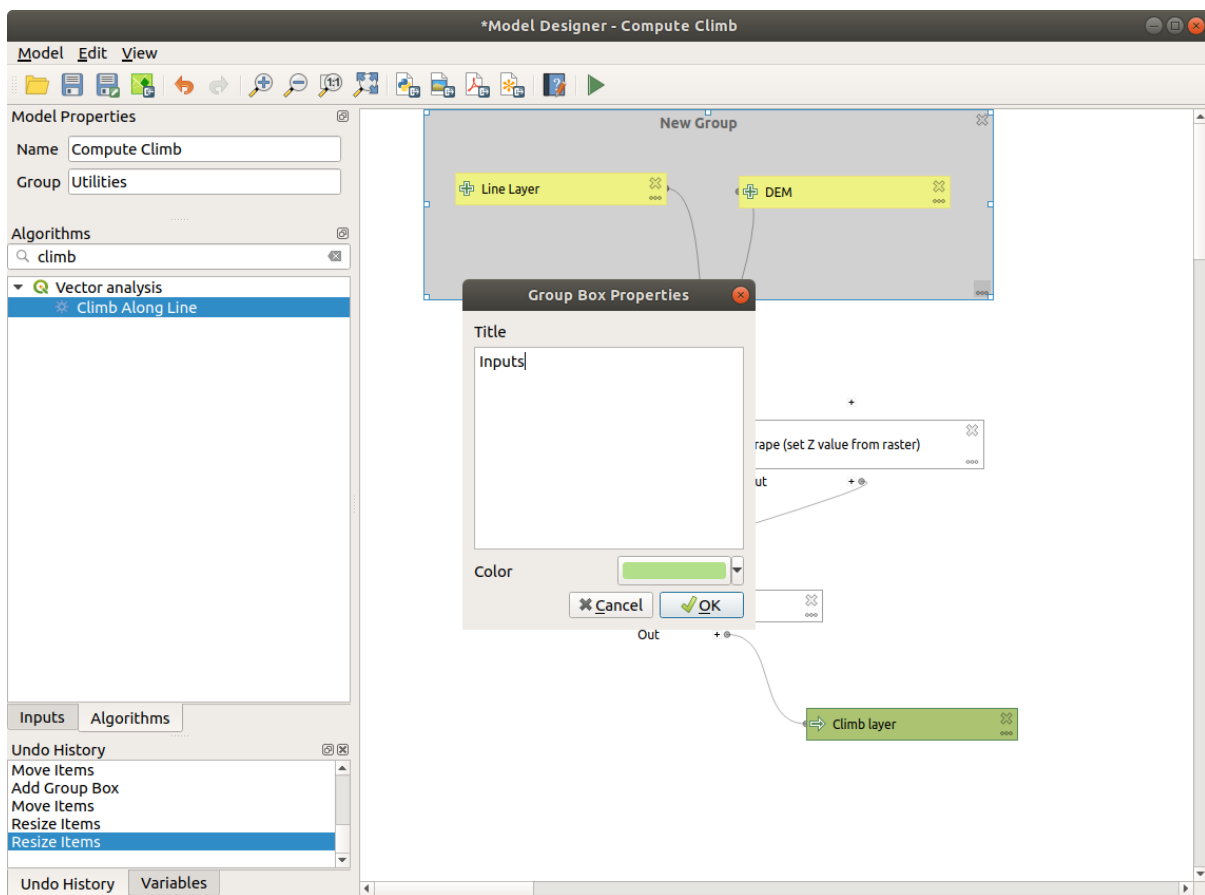 *Model Designer - Compute Climb
Model Edit View
1:1
Model Properties
Name Compute Climb
Group Utilities
Algorithms
climb
Vector analysis
Climb Along Line
Inputs Algorithms
Undo History
Move Items
Add Group Box
Move Items
Resize Items
Resize Items
Undo History Variables
New Group
Line Layer
DEM
Group Box Properties
Title
Inputs
Color
Cancel OK
rape (set Z value from raster)
ut +
+
Out +
Climb layer